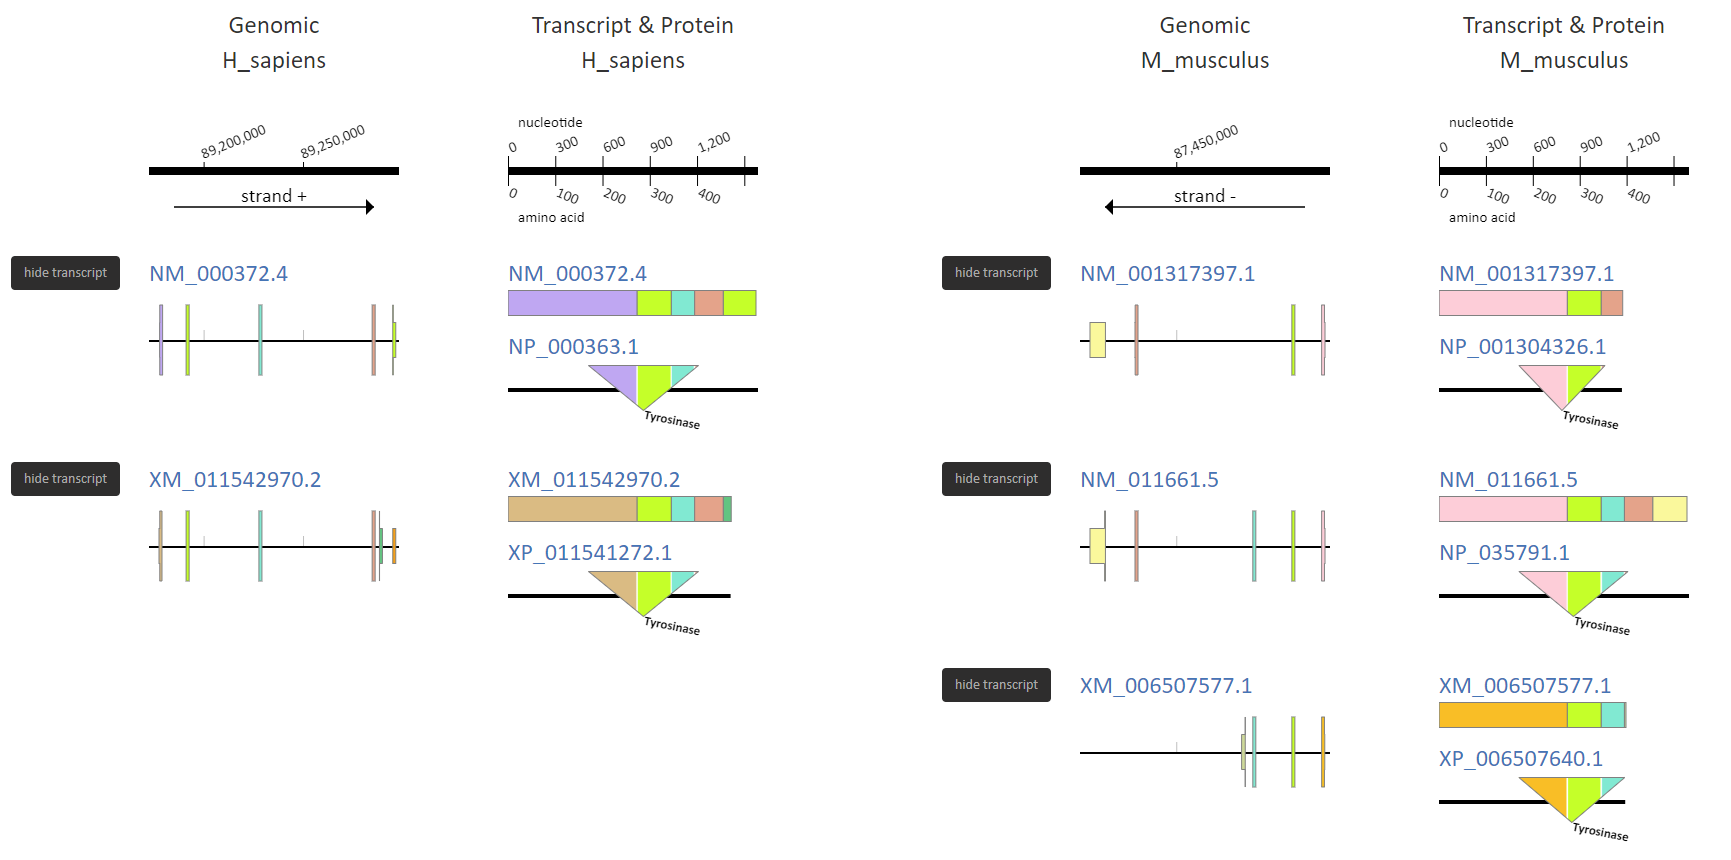 Genomic
H_sapiens
Transcript & Protein
H_sapiens
Genomic
M_musculus
Transcript & Protein
M_musculus
89,200,000 89,250,000
strand +
nucleotide
0 300 600 900 1,200
0 100 200 300 400
amino acid
87,450,000
strand -
nucleotide
0 300 600 900 1,200
0 100 200 300 400
amino acid
hide transcript
NM_000372.4
NM_000372.4
NP_000363.1
Tyrosinase
hide transcript
NM_001317397.1
NM_001317397.1
NP_001304326.1
Tyrosinase
hide transcript
XM_011542970.2
XM_011542970.2
XP_011541272.1
Tyrosinase
hide transcript
NM_011661.5
NM_011661.5
NP_035791.1
Tyrosinase
hide transcript
XM_006507577.1
XM_006507577.1
XP_006507640.1
Tyrosinase